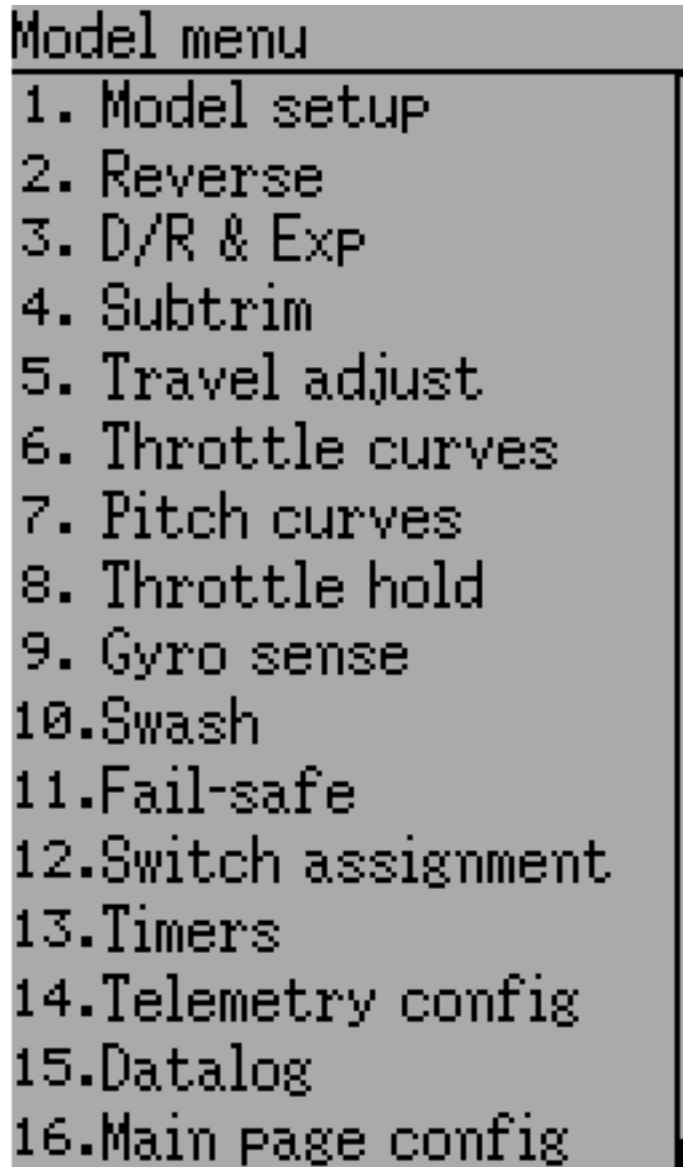 Model menu
1. Model setup
2. Reverse
3. D/R & Exp
4. Subtrim
5. Travel adjust
6. Throttle curves
7. Pitch curves
8. Throttle hold
9. Gyro sense
10.Swash
11.Fail-safe
12.Switch assignment
13.Timers
14.Telemetry config
15.Datalog
16.Main page config